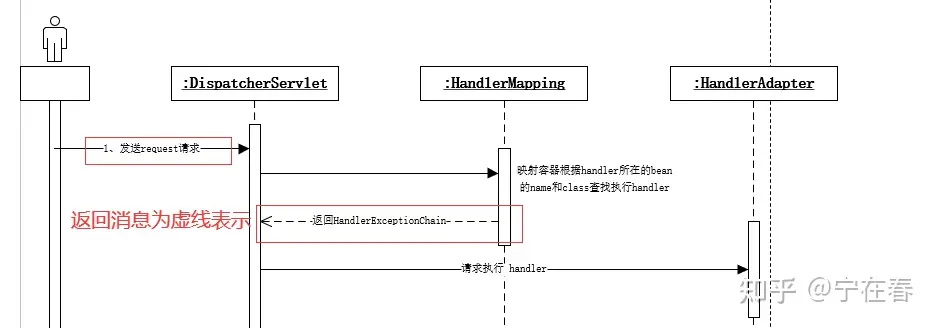 :DispatcherServlet
:HandlerMapping
:HandlerAdapter
1、发送request请求
映射容器根据handler所在的bean
的name和class查找执行handler
返回消息为虚线表示
返回HandlerExceptionChain
请求执行 handler
知乎 @宁在春